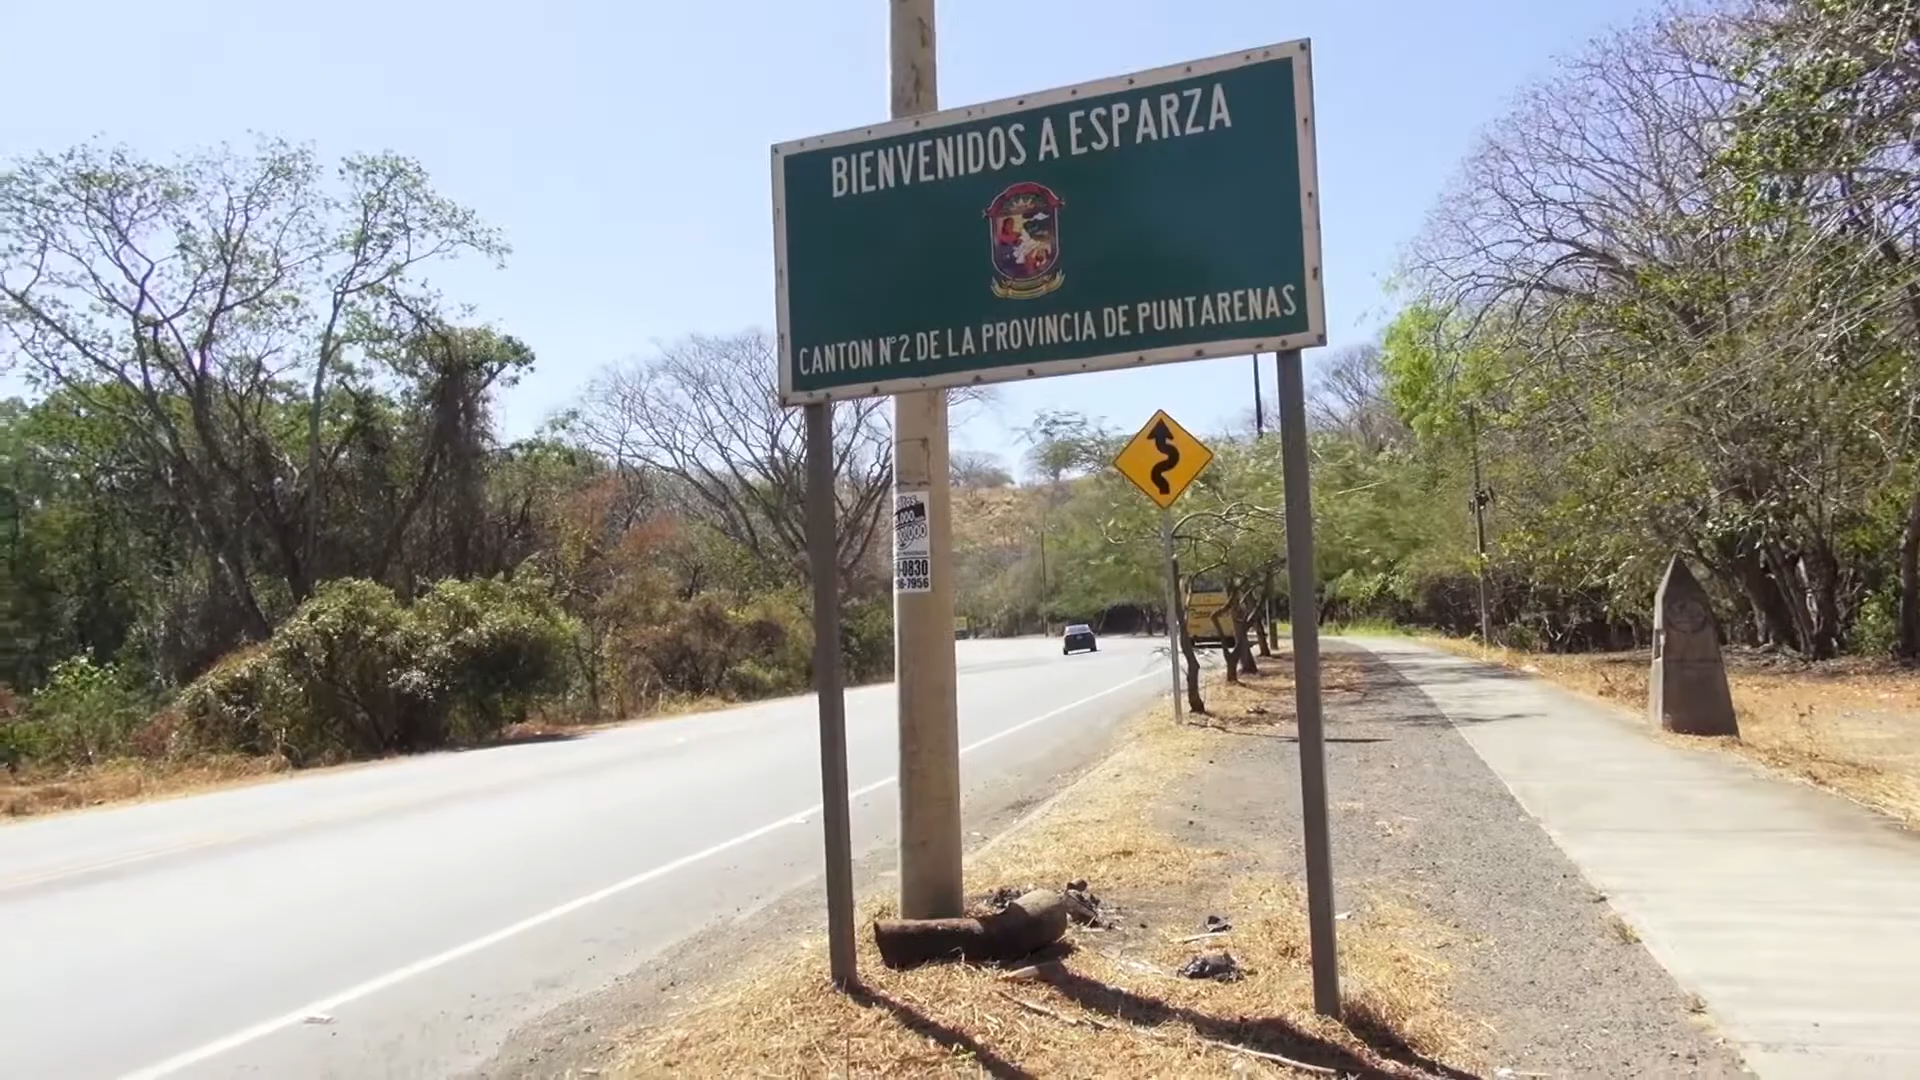 BIENVENIDOS A ESPARZA
CANTON N°2 DE LA PROVINCIA DE PUNTARENAS